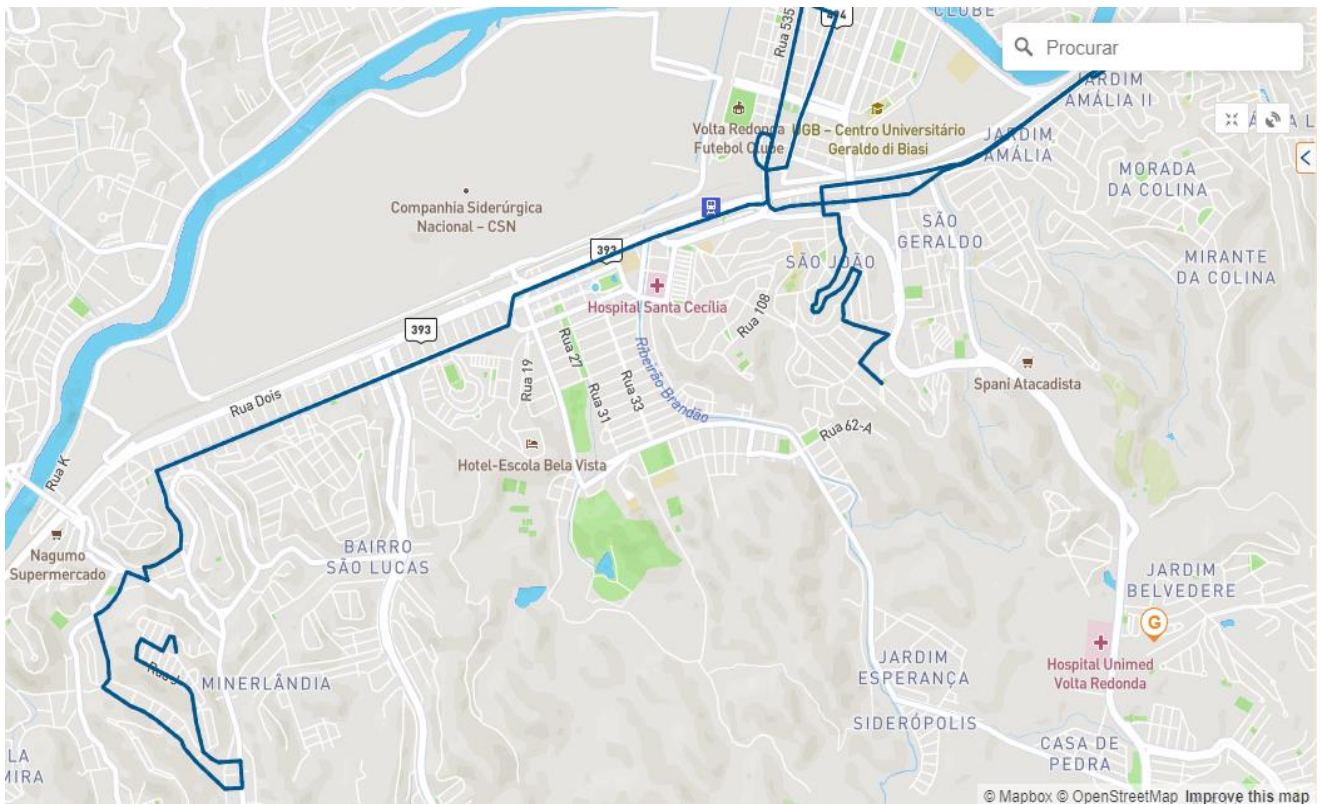 CLUBE
494
Rua 535
Procurar
JARDIM
AMÁLIA II
Volta Redonda
Futebol Clube
UGB – Centro Universitário
Geraldo di Biasi
JARDIM
AMÁLIA
MORADA
DA COLINA
Companhia Siderúrgica
Nacional – CSN
SÃO
GERALDO
393
SÃO JOÃO
MIRANTE
DA COLINA
Hospital Santa Cecília
Rua 108
393
Rua 19
Rua 27
Rua 31
Rua 33
Ribeirão Brandão
Spani Atacadista
Rua Dois
Rua 62-A
Rua K
Hotel-Escola Bela Vista
Nagumo
Supermercado
BAIRRO
SÃO LUCAS
JARDIM
BELVEDERE
G
Hospital Unimed
Volta Redonda
JARDIM
ESPERANÇA
MINERLÂNDIA
SIDERÓPOLIS
CASA DE
PEDRA
© Mapbox © OpenStreetMap Improve this map